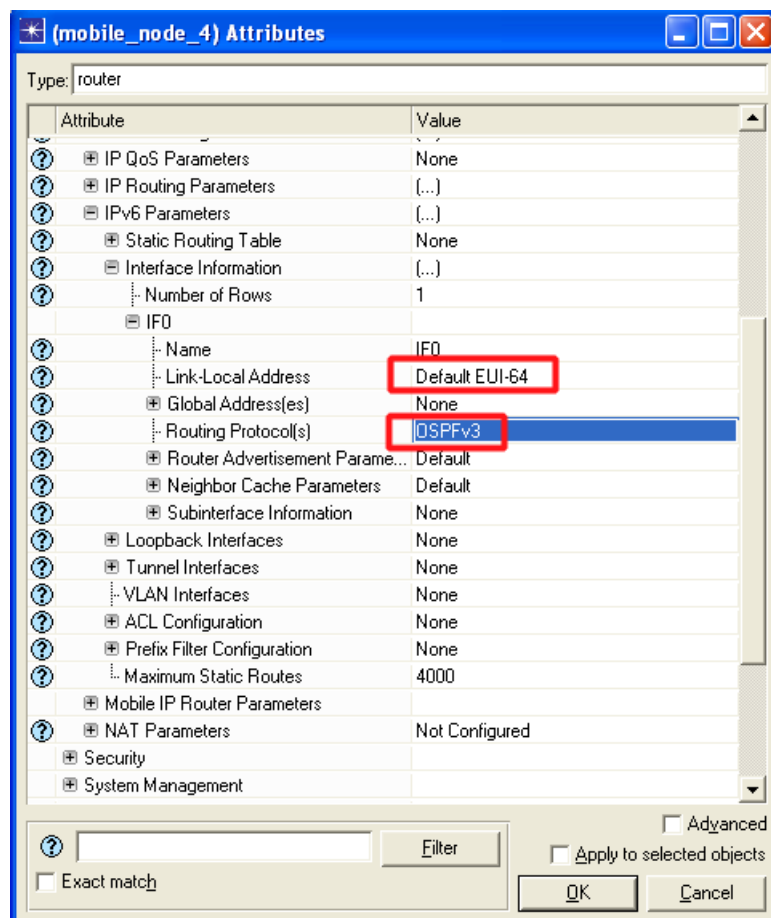 (mobile_node_4) Attributes
Type: router
Attribute Value
IP QoS Parameters None
IP Routing Parameters (...)
IPv6 Parameters (...)
Static Routing Table None
Interface Information (...)
Number of Rows 1
IF0
Name IF0
Link-Local Address Default EUI-64
Global Address(es) None
Routing Protocol(s) OSPFv3
Router Advertisement Parame... Default
Neighbor Cache Parameters Default
Subinterface Information None
Loopback Interfaces None
Tunnel Interfaces None
VLAN Interfaces None
ACL Configuration None
Prefix Filter Configuration None
Maximum Static Routes 4000
Mobile IP Router Parameters
NAT Parameters Not Configured
Security
System Management
Advanced
Filter
Apply to selected objects
Exact match
OK Cancel